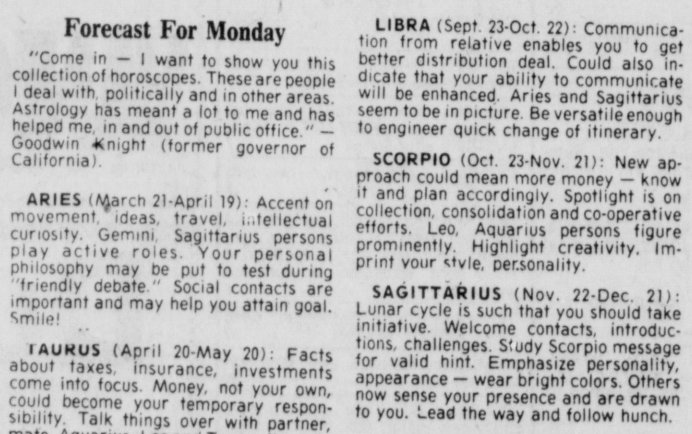 Forecast For Monday
"Come in — I want to show you this
collection of horoscopes. These are people
I deal with, politically and in other areas.
Astrology has meant a lot to me and has
helped me, in and out of public office." —
Goodwin Knight (former governor of
California).
ARIES (March 21-April 19): Accent on
movement, ideas, travel, intellectual
curiosity. Gemini, Sagittarius persons
play active roles. Your personal
philosophy may be put to test during
"friendly debate." Social contacts are
important and may help you attain goal.
Smile!
TAURUS (April 20-May 20): Facts
about taxes, insurance, investments
come into focus. Money, not your own,
could become your temporary respon-
sibility. Talk things over with partner,
mate. Aquarius, Leo and
LIBRA (Sept. 23-Oct. 22): Communica-
tion from relative enables you to get
better distribution deal. Could also in-
dicate that your ability to communicate
will be enhanced. Aries and Sagittarius
seem to be in picture. Be versatile enough
to engineer quick change of itinerary.
SCORPIO (Oct. 23-Nov. 21): New ap-
proach could mean more money — know
it and plan accordingly. Spotlight is on
collection, consolidation and co-operative
efforts. Leo, Aquarius persons figure
prominently. Highlight creativity. Im-
print your style, personality.
SAGITTARIUS (Nov. 22-Dec. 21):
Lunar cycle is such that you should take
initiative. Welcome contacts, introduc-
tions, challenges. Study Scorpio message
for valid hint. Emphasize personality,
appearance — wear bright colors. Others
now sense your presence and are drawn
to you. Lead the way and follow hunch.